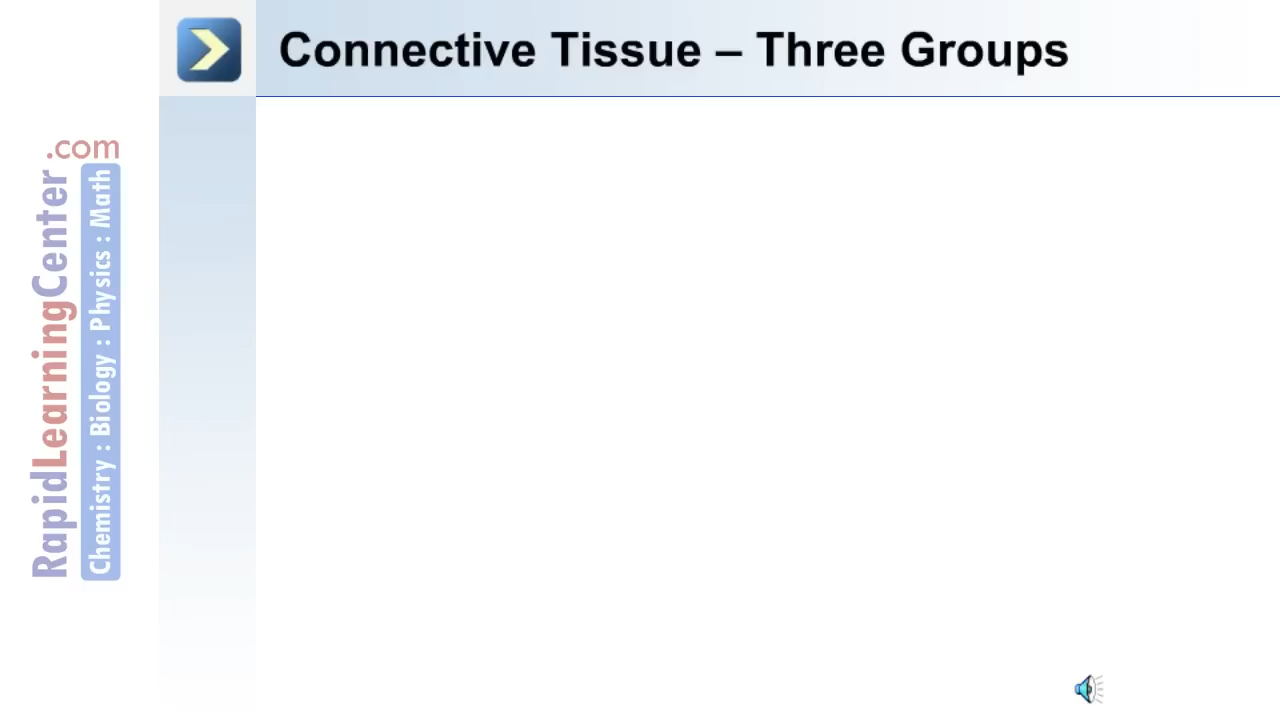 Connective Tissue – Three Groups
RapidLearningCenter
.com
Chemistry : Biology : Physics : Math